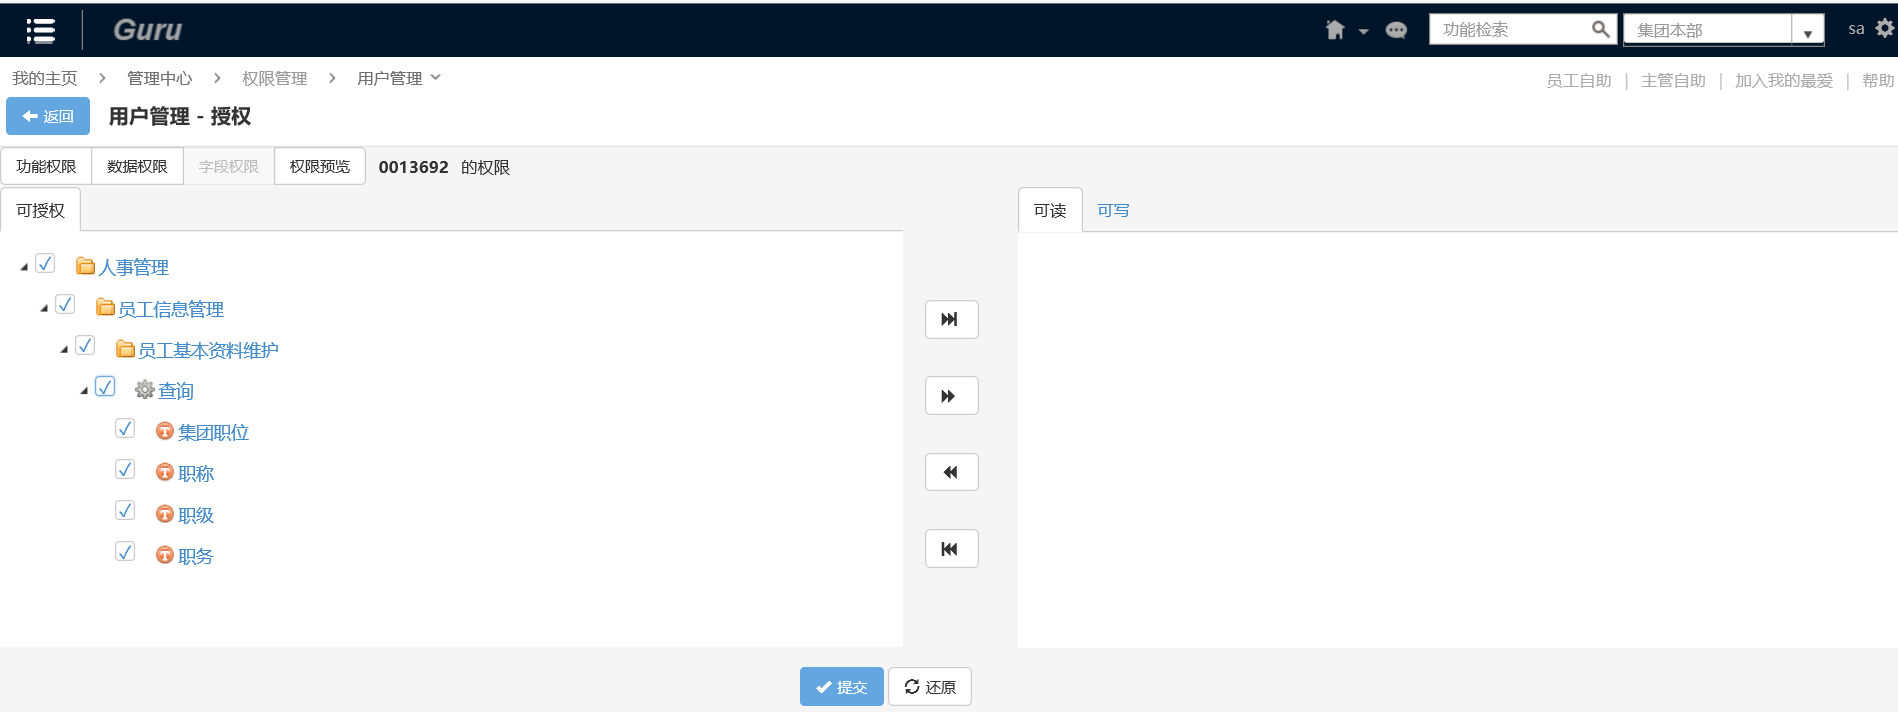 Guru
功能检索
集团本部
sa
我的主页 > 管理中心 > 权限管理 > 用户管理
员工自助 | 主管自助 | 加入我的最爱 | 帮助
返回
用户管理 - 授权
功能权限 数据权限 字段权限 权限预览 0013692 的权限
可授权
可读 可写
人事管理
员工信息管理
员工基本资料维护
查询
集团职位
职称
职级
职务
提交 还原